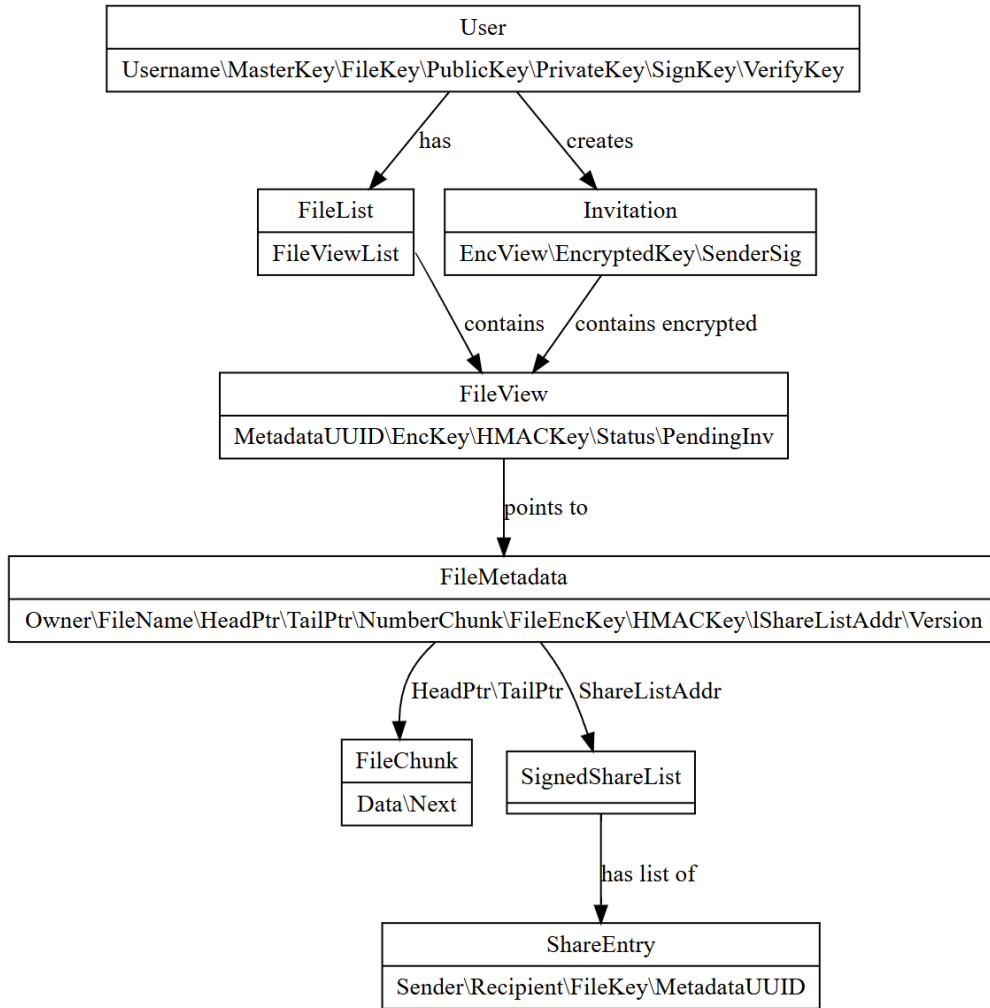 User
Username\MasterKey\FileKey\PublicKey\PrivateKey\SignKey\VerifyKey
has
creates
FileList
FileViewList
Invitation
EncView\EncryptedKey\SenderSig
contains
contains encrypted
FileView
MetadataUUID\EncKey\HMACKey\Status\PendingInv
points to
FileMetadata
Owner\FileName\HeadPtr\TailPtr\NumberChunk\FileEncKey\HMACKey\lShareListAddr\Version
HeadPtr\TailPtr
ShareListAddr
FileChunk
Data\Next
SignedShareList
has list of
ShareEntry
Sender\Recipient\FileKey\MetadataUUID